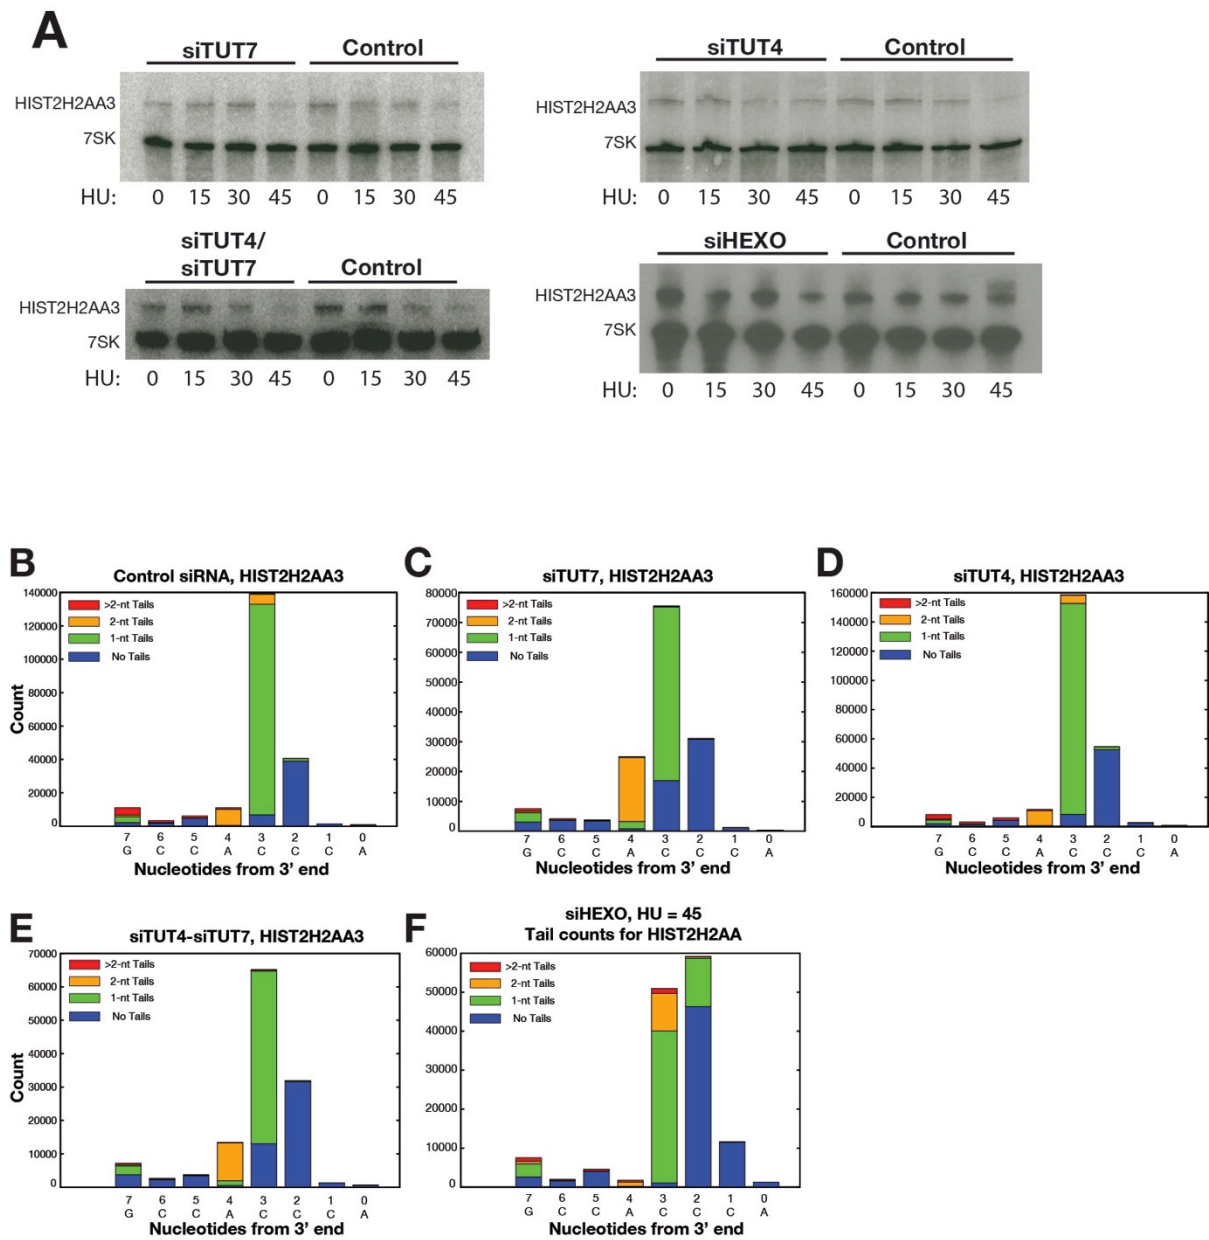 A
siTUT7 Control
HIST2H2AA3
7SK
HU: 0 15 30 45 0 15 30 45
siTUT4 Control
HIST2H2AA3
7SK
HU: 0 15 30 45 0 15 30 45
siTUT4/
siTUT7 Control
HIST2H2AA3
7SK
HU: 0 15 30 45 0 15 30 45
siHEXO Control
HIST2H2AA3
7SK
HU: 0 15 30 45 0 15 30 45
B
Control siRNA, HIST2H2AA3
140000
120000
100000
80000
60000
40000
20000
0
Count
>2-nt Tails
2-nt Tails
1-nt Tails
No Tails
7 6 5 4 3 2 1 0
G C C A C C C A
Nucleotides from 3’ end
C
siTUT7, HIST2H2AA3
80000
70000
60000
50000
40000
30000
20000
10000
0
>2-nt Tails
2-nt Tails
1-nt Tails
No Tails
7 6 5 4 3 2 1 0
G C C A C C C A
Nucleotides from 3’ end
D
siTUT4, HIST2H2AA3
160000
140000
120000
100000
80000
60000
40000
20000
0
>2-nt Tails
2-nt Tails
1-nt Tails
No Tails
7 6 5 4 3 2 1 0
G C C A C C C A
Nucleotides from 3’ end
E
siTUT4-siTUT7, HIST2H2AA3
70000
60000
50000
40000
30000
20000
10000
0
Count
>2-nt Tails
2-nt Tails
1-nt Tails
No Tails
7 6 5 4 3 2 1 0
G C C A C C C A
Nucleotides from 3’ end
F
siHEXO, HU = 45
Tail counts for HIST2H2AA
60000
50000
40000
30000
20000
10000
0
>2-nt Tails
2-nt Tails
1-nt Tails
No Tails
7 6 5 4 3 2 1 0
G C C A C C C A
Nucleotides from 3’ end